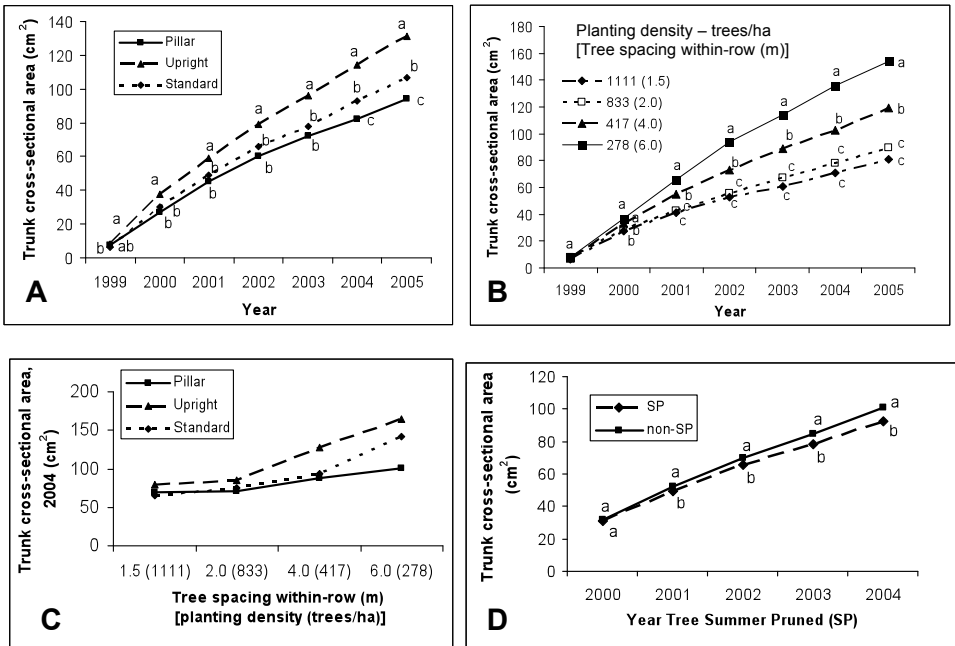 140
120
100
80
60
40
20
0
Trunk cross-sectional area (cm²)
Pillar
Upright
Standard
a
b ab
a
b
b
a
b
b
a
b
b
a
b
b
a
b
c
a
b
c
1999 2000 2001 2002 2003 2004 2005
Year
A
Planting density – trees/ha
[Tree spacing within-row (m)]
180
160
140
120
100
80
60
40
20
0
Trunk cross-sectional area (cm²)
1111 (1.5)
833 (2.0)
417 (4.0)
278 (6.0)
a
a
a
b
b
a
b
c
c
a
b
c
c
a
b
c
c
a
b
c
c
a
b
c
c
1999 2000 2001 2002 2003 2004 2005
Year
B
Trunk cross-sectional area,
2004 (cm²)
Pillar
Upright
Standard
200
150
100
50
0
1.5 (1111) 2.0 (833) 4.0 (417) 6.0 (278)
Tree spacing within-row (m)
[planting density (trees/ha)]
C
120
100
80
60
40
20
0
Trunk cross-sectional area
(cm²)
SP
non-SP
a
a
a
b
a
b
a
b
a
b
2000 2001 2002 2003 2004
Year Tree Summer Pruned (SP)
D